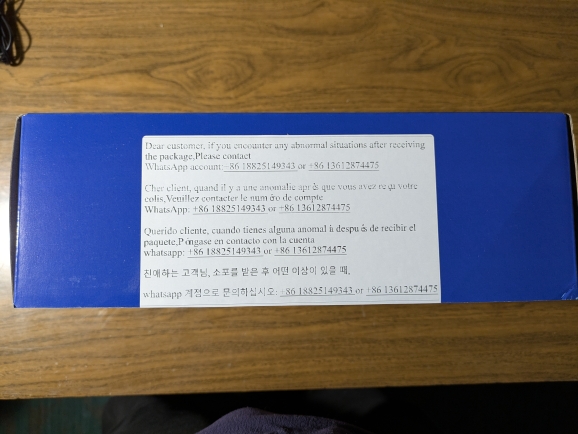 Dear customer, if you encounter any abnormal situations after receiving
the package,Please contact
WhatsApp account:+86 18825149343 or +86 13612874475
Cher client, quand il y a une anomalie apr ès que vous avez re çu votre
colis,Veuillez contacter le num éro de compte
WhatsApp: +86 18825149343 or +86 13612874475
Querido cliente, cuando tienes alguna anomal ía despu és de recibir el
paquete,P óngase en contacto con la cuenta
whatsapp: +86 18825149343 or +86 13612874475
친애하는 고객님, 소포를 받은 후 어떤 이상이 있을 때,
whatsapp 계정으로 문의하십시오: +86 18825149343 or +86 13612874475